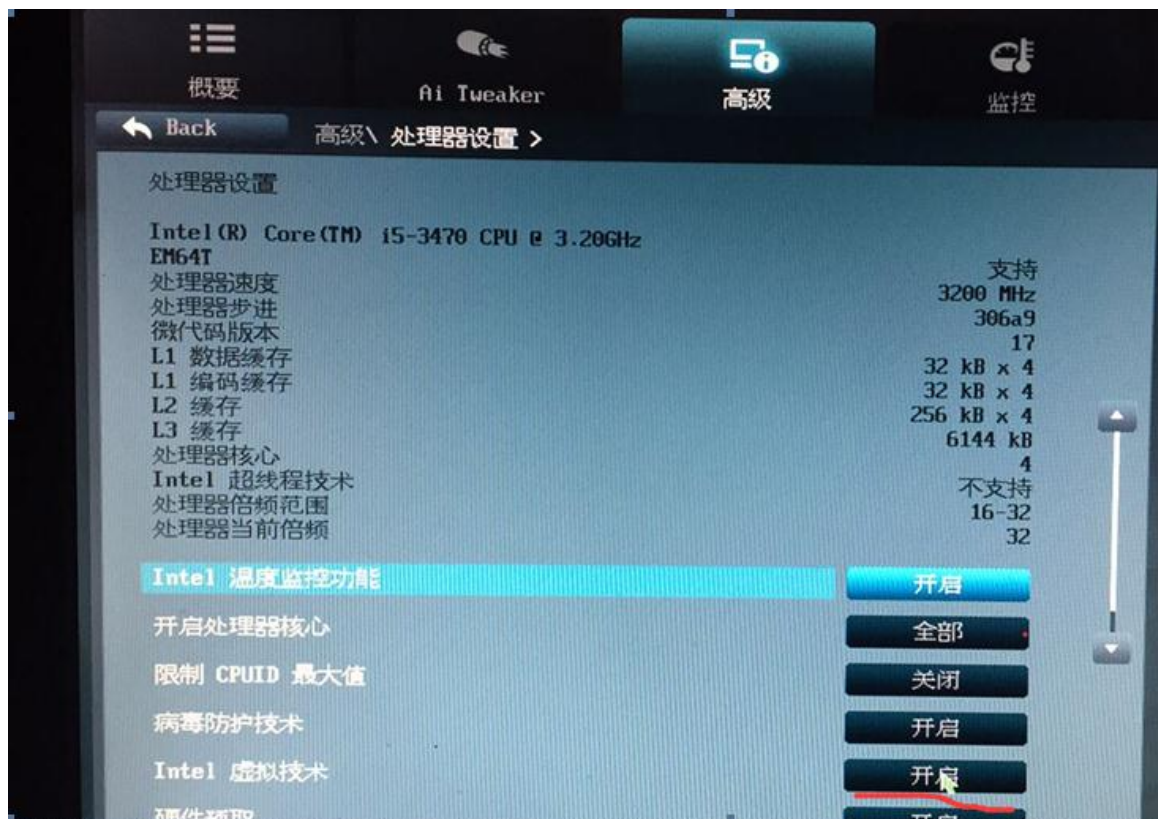 概要
Ai Tweaker
高级
监控
Back
高级\ 处理器设置 >
处理器设置
Intel(R) Core(TM) i5-3470 CPU @ 3.20GHz
EM64T 支持
处理器速度 3200 MHz
处理器步进 306a9
微代码版本 17
L1 数据缓存 32 kB x 4
L1 编码缓存 32 kB x 4
L2 缓存 256 kB x 4
L3 缓存 6144 kB
处理器核心 4
Intel 超线程技术 不支持
处理器倍频范围 16-32
处理器当前倍频 32
Intel 温度监控功能 开启
开启处理器核心 全部
限制 CPUID 最大值 关闭
病毒防护技术 开启
Intel 虚拟技术 开启